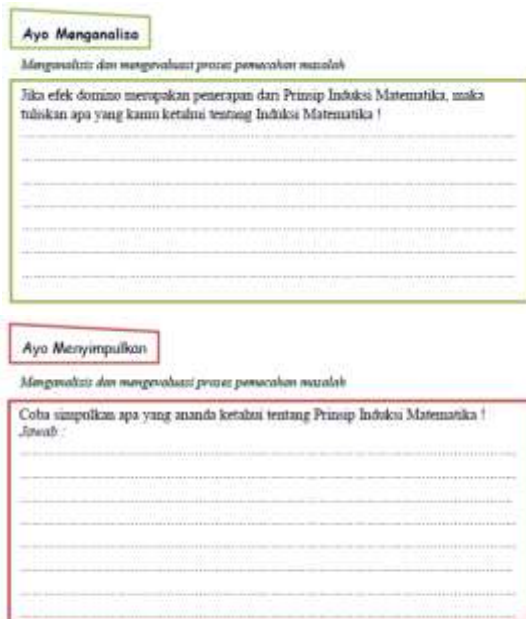 Ayo Menganalisa
Menganalisis dan mengevaluasi proses pemecahan masalah
Jika efek domino merupakan penerapan dari Prinsip Induksi Matematika, maka
tuliskan apa yang kamu ketahui tentang Induksi Matematika !
Ayo Menyimpulkan
Menganalisis dan mengevaluasi proses pemecahan masalah
Coba simpulkan apa yang ananda ketahui tentang Prinsip Induksi Matematika !
Jawab :